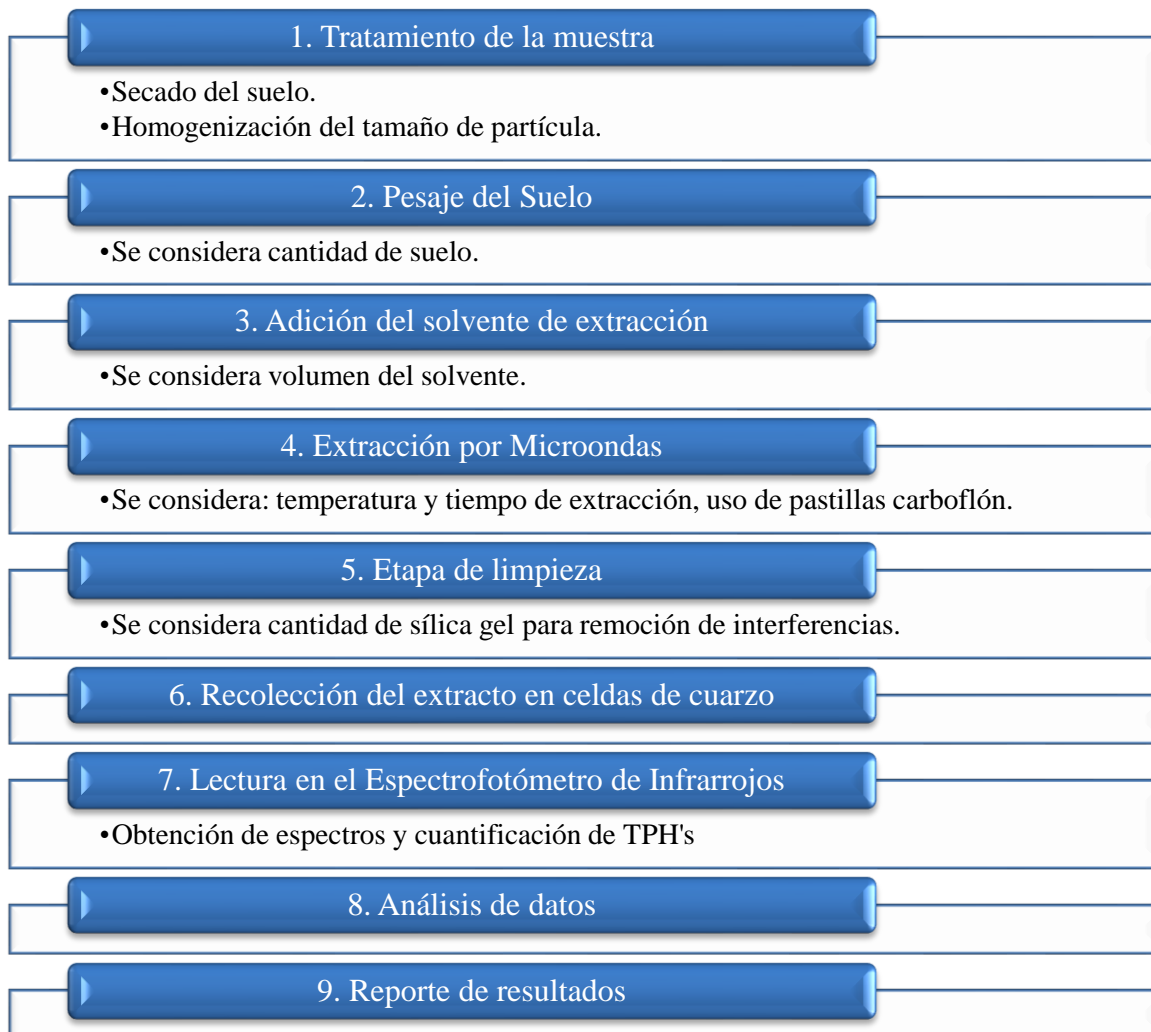 1. Tratamiento de la muestra
•Secado del suelo.
•Homogenización del tamaño de partícula.
2. Pesaje del Suelo
•Se considera cantidad de suelo.
3. Adición del solvente de extracción
•Se considera volumen del solvente.
4. Extracción por Microondas
•Se considera: temperatura y tiempo de extracción, uso de pastillas carboflón.
5. Etapa de limpieza
•Se considera cantidad de sílica gel para remoción de interferencias.
6. Recolección del extracto en celdas de cuarzo
7. Lectura en el Espectrofotómetro de Infrarrojos
•Obtención de espectros y cuantificación de TPH's
8. Análisis de datos
9. Reporte de resultados